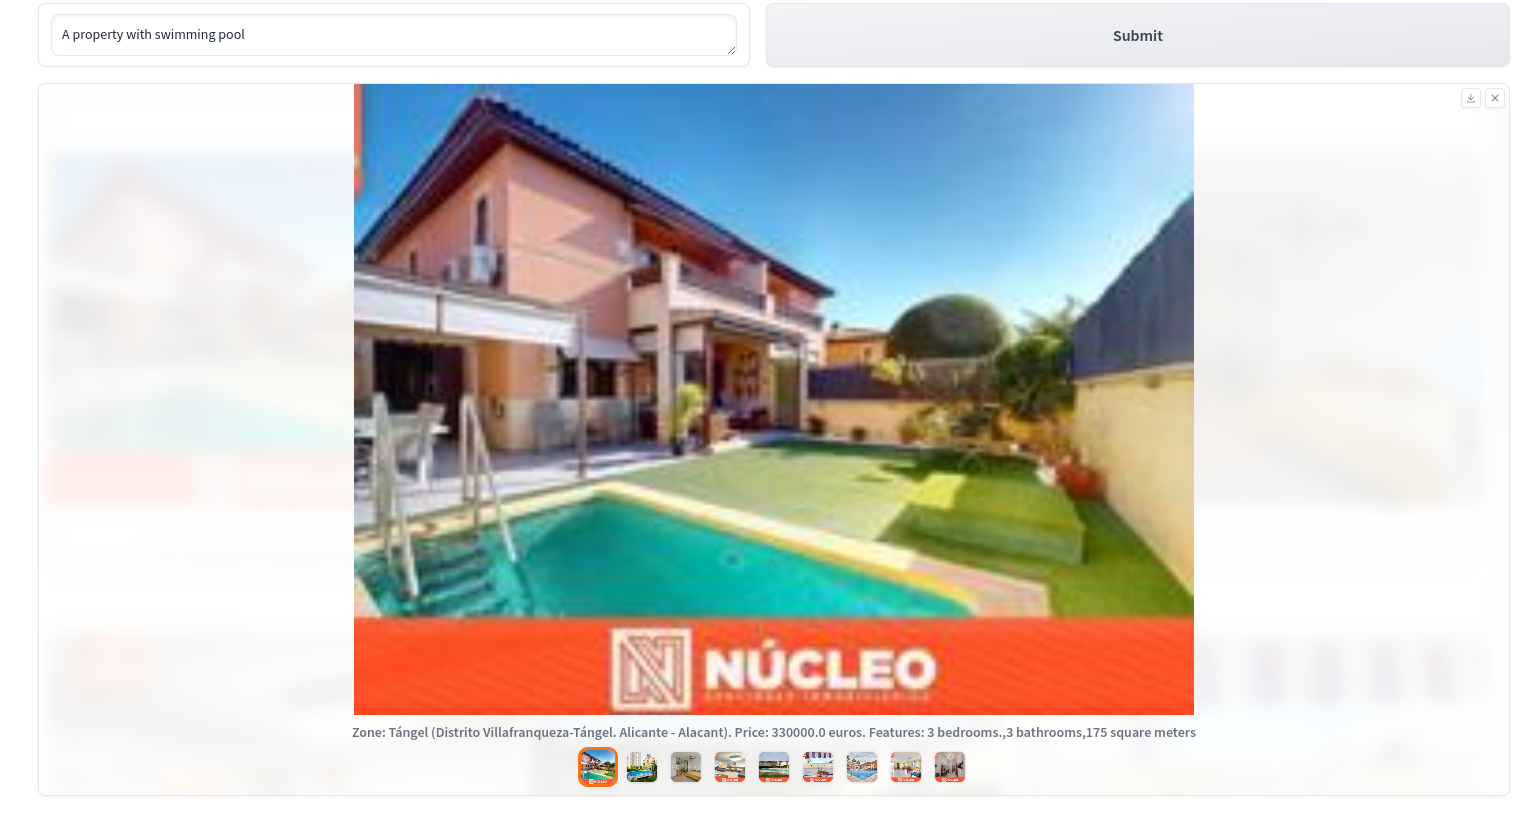 A property with swimming pool
Submit
NÚCLEO
Zone: Tángel (Distrito Villafranqueza-Tángel. Alicante - Alacant). Price: 330000.0 euros. Features: 3 bedrooms.,3 bathrooms,175 square meters